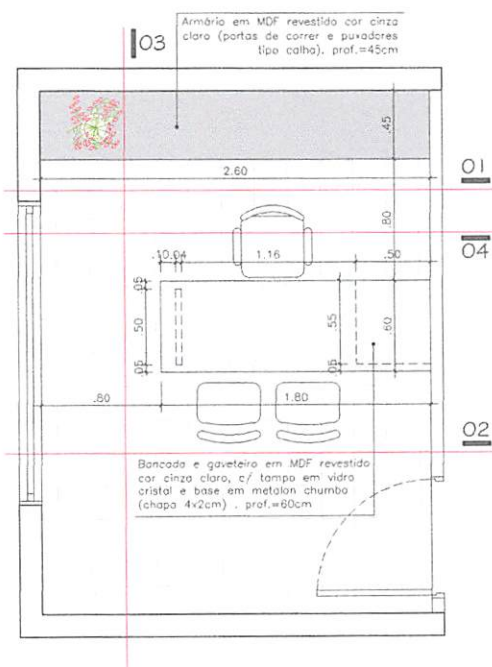 03
Armário em MDF revestido cor cinza
claro (portas de correr e puxadores
tipo calha), prof.=45cm
.45
2.60
01
.80
04
.10
.04
1.16
.50
.05
.50
.55
.60
.05
.05
.80
1.80
02
Bancada e gaveteiro em MDF revestido
cor cinza claro, c/ tampo em vidro
cristal e base em metalon chumbo
(chapa 4x2cm) . prof.=60cm